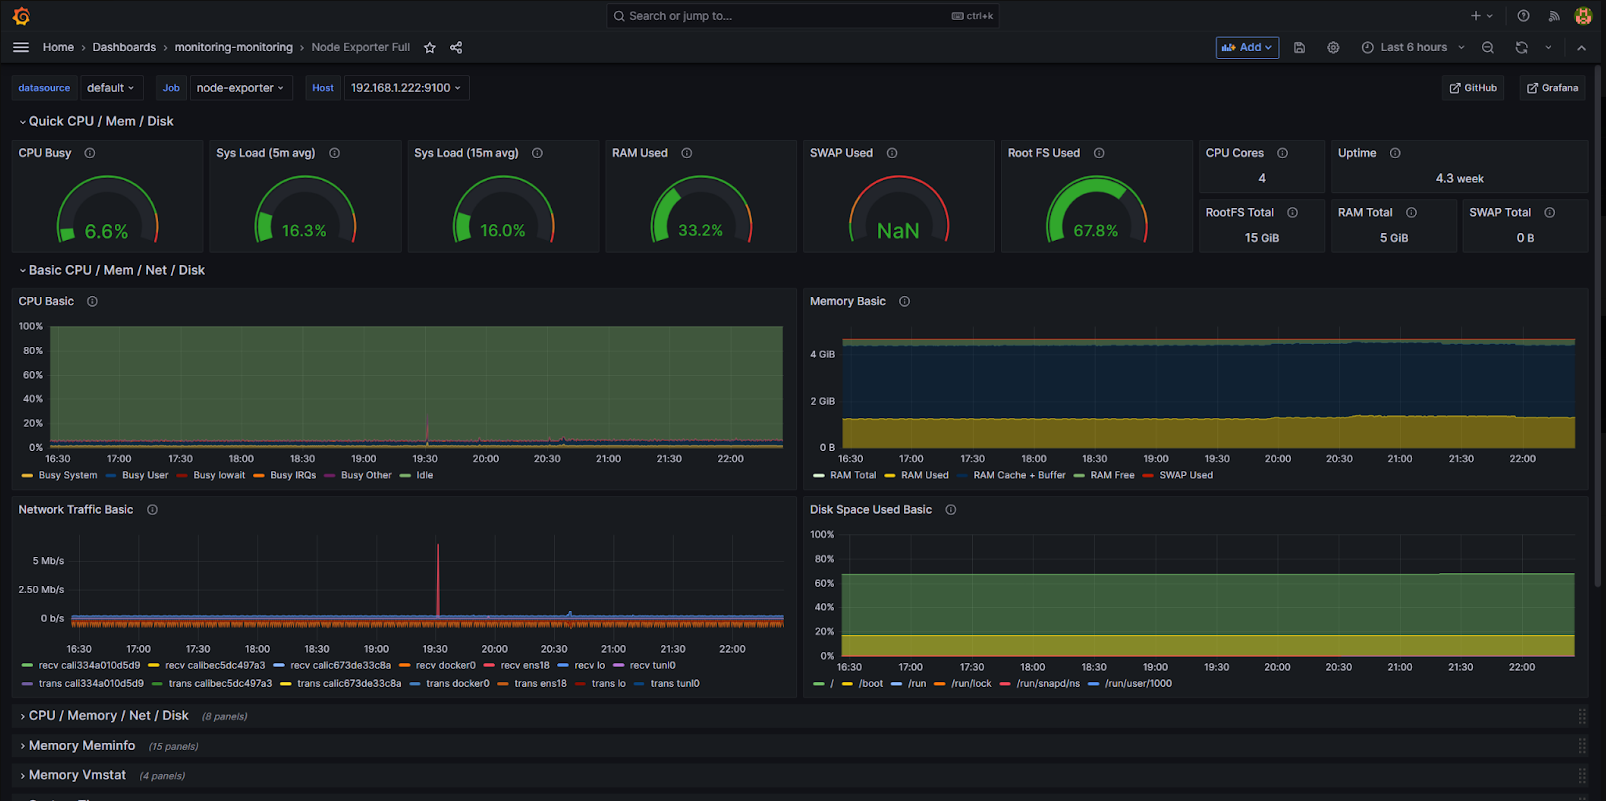 Search or jump to...
ctrl+k
Home › Dashboards › monitoring-monitoring › Node Exporter Full
Add
Last 6 hours
datasource default Job node-exporter Host 192.168.1.222:9100
GitHub
Grafana
Quick CPU / Mem / Disk
CPU Busy
6.6%
Sys Load (5m avg)
16.3%
Sys Load (15m avg)
16.0%
RAM Used
33.2%
SWAP Used
NaN
Root FS Used
67.8%
CPU Cores
4
Uptime
4.3 week
RootFS Total
15 GiB
RAM Total
5 GiB
SWAP Total
0 B
Basic CPU / Mem / Net / Disk
CPU Basic
100%
80%
60%
40%
20%
0%
16:30 17:00 17:30 18:00 18:30 19:00 19:30 20:00 20:30 21:00 21:30 22:00
Busy System Busy User Busy Iowait Busy IRQs Busy Other Idle
Memory Basic
4 GiB
2 GiB
0 B
16:30 17:00 17:30 18:00 18:30 19:00 19:30 20:00 20:30 21:00 21:30 22:00
RAM Total RAM Used RAM Cache + Buffer RAM Free SWAP Used
Network Traffic Basic
5 Mb/s
2.50 Mb/s
0 b/s
16:30 17:00 17:30 18:00 18:30 19:00 19:30 20:00 20:30 21:00 21:30 22:00
recv cali334a010d5d9 recv calibec5dc497a3 recv calic673de33c8a recv docker0 recv ens18 recv lo recv tunl0
trans cali334a010d5d9 trans calibec5dc497a3 trans calic673de33c8a trans docker0 trans ens18 trans lo trans tunl0
Disk Space Used Basic
100%
80%
60%
40%
20%
0%
16:30 17:00 17:30 18:00 18:30 19:00 19:30 20:00 20:30 21:00 21:30 22:00
/ /boot /run /run/lock /run/snapd/ns /run/user/1000
CPU / Memory / Net / Disk (8 panels)
Memory Meminfo (15 panels)
Memory Vmstat (4 panels)